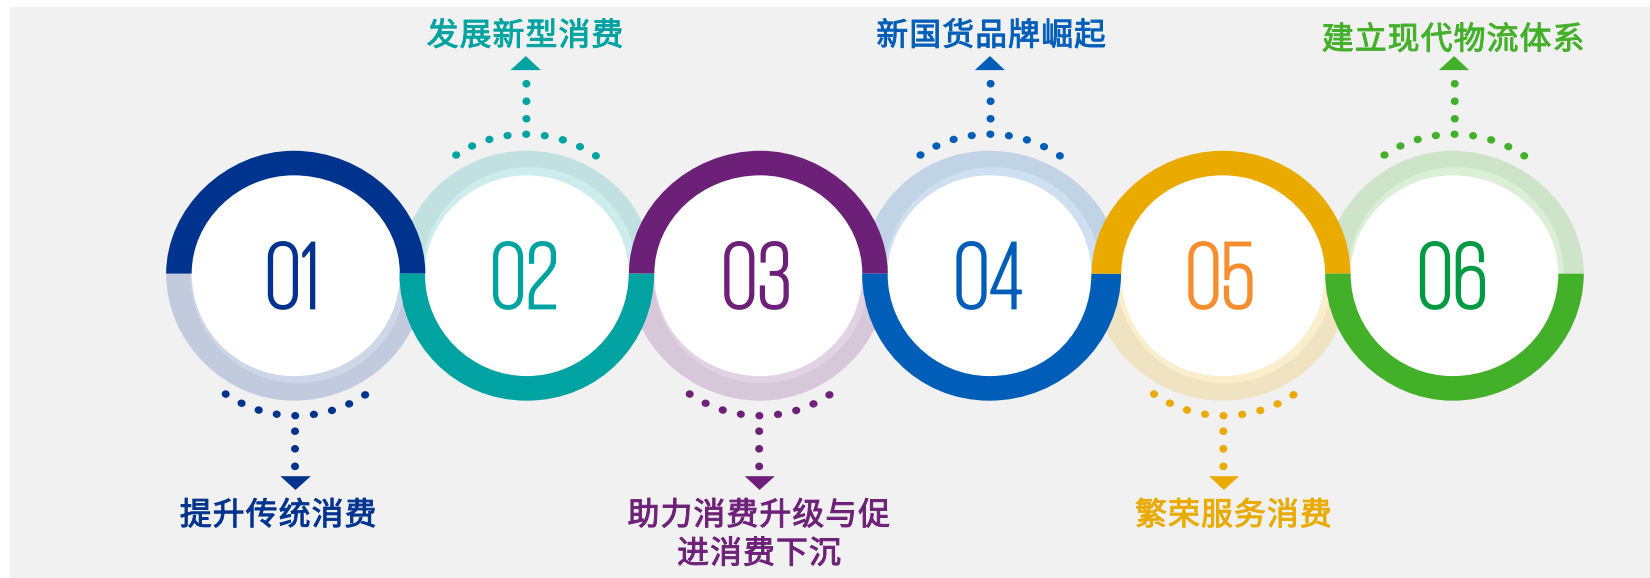 发展新型消费
新国货品牌崛起
建立现代物流体系
01
02
03
04
05
06
提升传统消费
助力消费升级与促
进消费下沉
繁荣服务消费